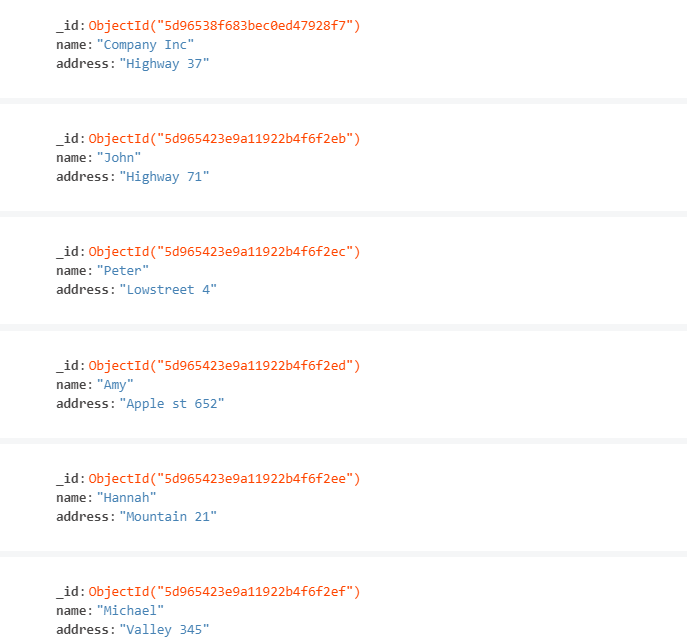 _id: ObjectId("5d96538f683bec0ed47928f7")
name: "Company Inc"
address: "Highway 37"
_id: ObjectId("5d965423e9a11922b4f6f2eb")
name: "John"
address: "Highway 71"
_id: ObjectId("5d965423e9a11922b4f6f2ec")
name: "Peter"
address: "Lowstreet 4"
_id: ObjectId("5d965423e9a11922b4f6f2ed")
name: "Amy"
address: "Apple st 652"
_id: ObjectId("5d965423e9a11922b4f6f2ee")
name: "Hannah"
address: "Mountain 21"
_id: ObjectId("5d965423e9a11922b4f6f2ef")
name: "Michael"
address: "Valley 345"